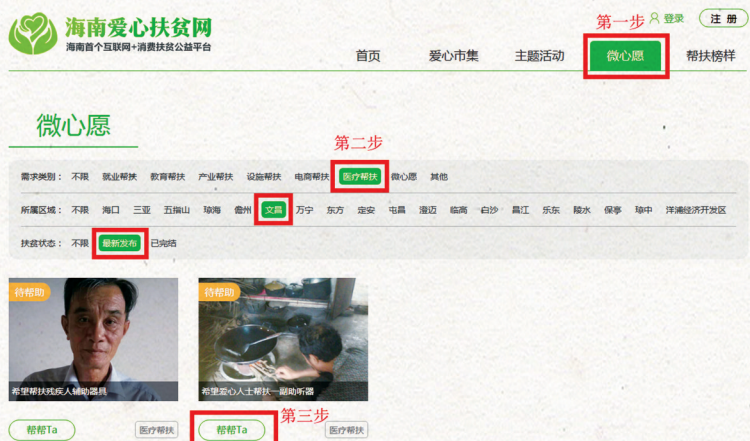 海南爱心扶贫网
海南首个互联网+消费扶贫公益平台
第一步
登录
注 册
首页
爱心市集
主题活动
微心愿
帮扶榜样
微心愿
第二步
需求类别： 不限 就业帮扶 教育帮扶 产业帮扶 设施帮扶 电商帮扶 医疗帮扶 微心愿 其他
所属区域： 不限 海口 三亚 五指山 琼海 儋州 文昌 万宁 东方 定安 屯昌 澄迈 临高 白沙 昌江 乐东 陵水 保亭 琼中 洋浦经济开发区
扶贫状态： 不限 最新发布 已完结
待帮助
待帮助
希望帮扶残疾人辅助器具
希望爱心人士帮扶一副助听器
第三步
帮帮Ta
医疗帮扶
帮帮Ta
医疗帮扶